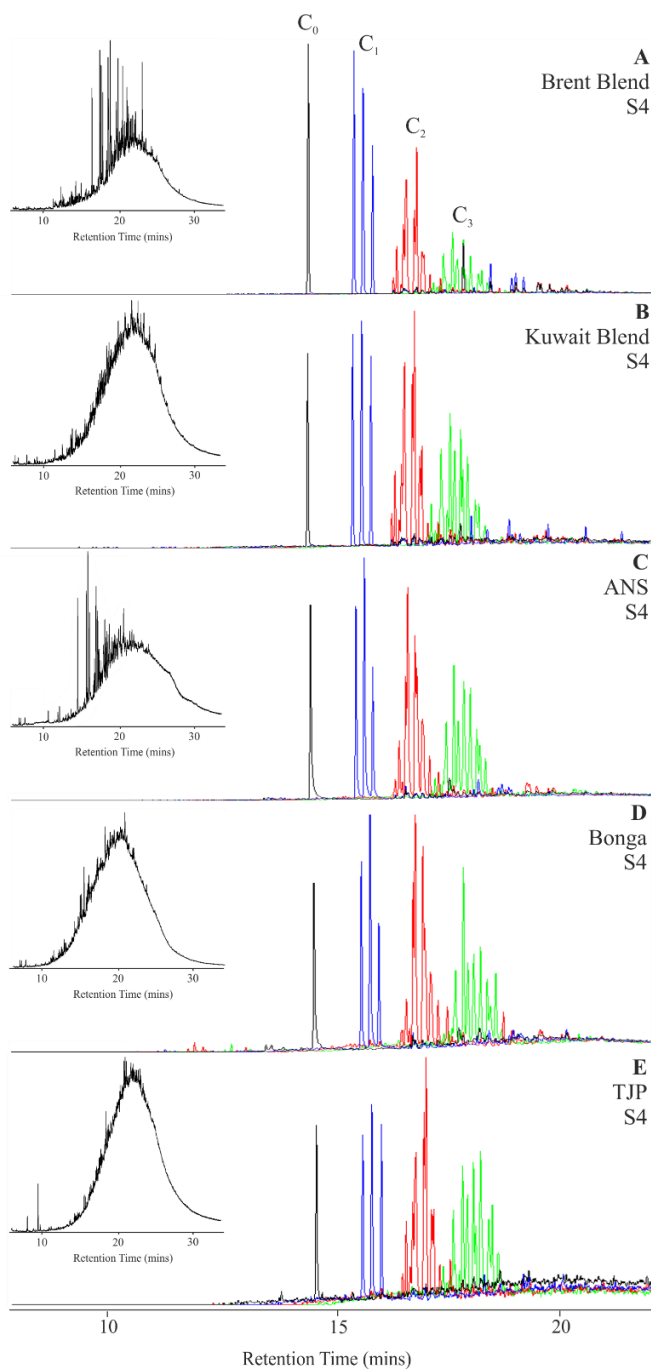 C₀
C₁
C₂
C₃
A
Brent Blend
S4
10 20 30
Retention Time (mins)
B
Kuwait Blend
S4
10 20 30
Retention Time (mins)
C
ANS
S4
10 20 30
Retention Time (mins)
D
Bonga
S4
10 20 30
Retention Time (mins)
E
TJP
S4
10 20 30
Retention Time (mins)
10 15 20
Retention Time (mins)